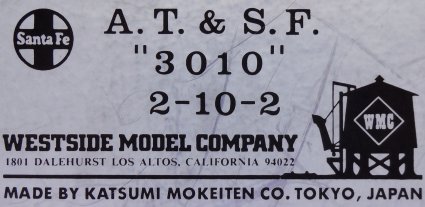 Santa Fe
A. T. & S. F.
"3010"
2-10-2
WMC
WESTSIDE MODEL COMPANY
1801 DALEHURST LOS ALTOS, CALIFORNIA 94022
MADE BY KATSUMI MOKEITEN CO. TOKYO, JAPAN